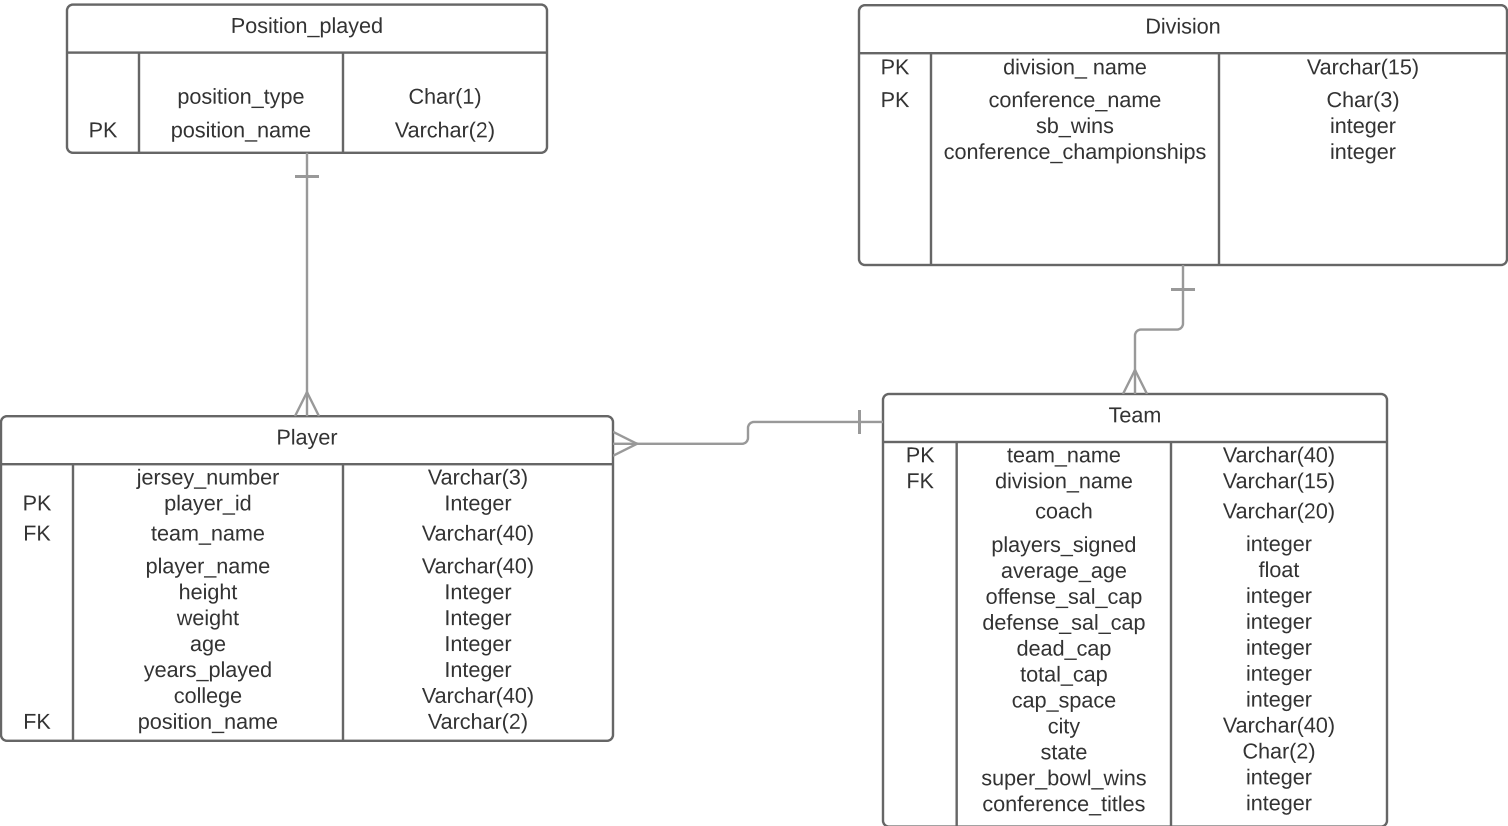 Position_played
position_type Char(1)
PK position_name Varchar(2)
Division
PK division_ name Varchar(15)
PK conference_name Char(3)
sb_wins integer
conference_championships integer
Player
jersey_number Varchar(3)
PK player_id Integer
FK team_name Varchar(40)
player_name Varchar(40)
height Integer
weight Integer
age Integer
years_played Integer
college Varchar(40)
FK position_name Varchar(2)
Team
PK team_name Varchar(40)
FK division_name Varchar(15)
coach Varchar(20)
players_signed integer
average_age float
offense_sal_cap integer
defense_sal_cap integer
dead_cap integer
total_cap integer
cap_space integer
city Varchar(40)
state Char(2)
super_bowl_wins integer
conference_titles integer